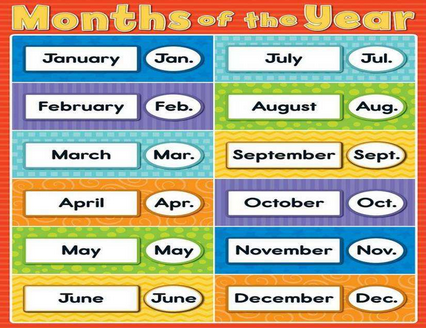 Months of the Year
January Jan.
February Feb.
March Mar.
April Apr.
May May
June June
July Jul.
August Aug.
September Sept.
October Oct.
November Nov.
December Dec.